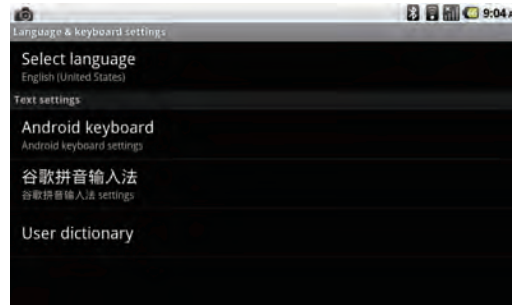 9:04
Language & keyboard settings
Select language
English (United States)
Text settings
Android keyboard
Android keyboard settings
谷歌拼音输入法
谷歌拼音输入法 settings
User dictionary